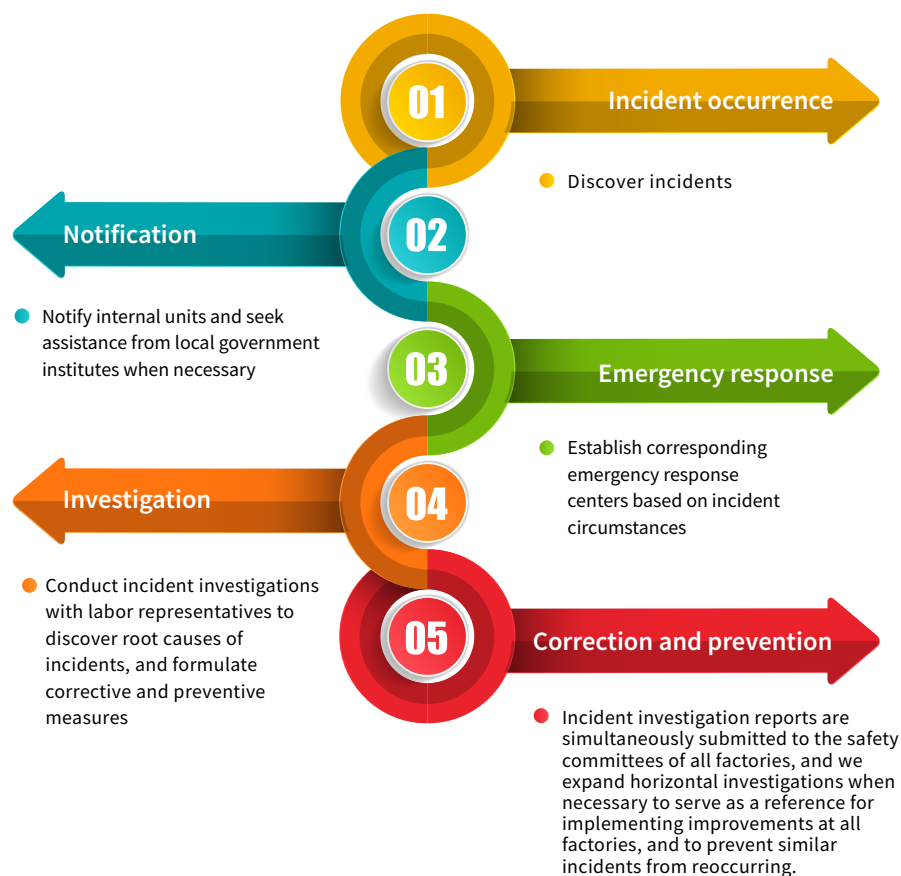 01
Incident occurrence
Discover incidents
02
Notification
Notify internal units and seek
assistance from local government
institutes when necessary
03
Emergency response
Establish corresponding
emergency response
centers based on incident
circumstances
04
Investigation
Conduct incident investigations
with labor representatives to
discover root causes of
incidents, and formulate
corrective and preventive
measures
05
Correction and prevention
Incident investigation reports are
simultaneously submitted to the safety
committees of all factories, and we
expand horizontal investigations when
necessary to serve as a reference for
implementing improvements at all
factories, and to prevent similar
incidents from reoccurring.